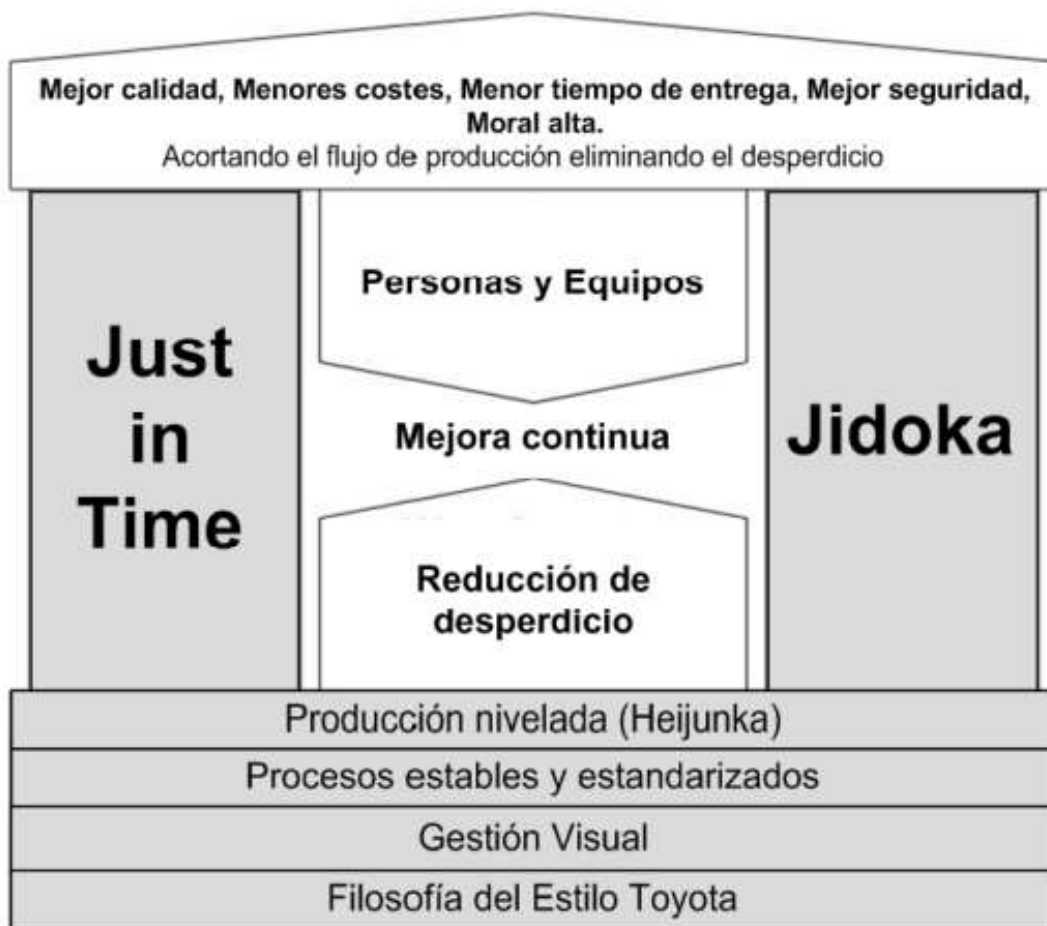 Mejor calidad, Menores costes, Menor tiempo de entrega, Mejor seguridad,
Moral alta.
Acortando el flujo de producción eliminando el desperdicio
Just
in
Time
Personas y Equipos
Mejora continua
Reducción de
desperdicio
Jidoka
Producción nivelada (Heijunka)
Procesos estables y estandarizados
Gestión Visual
Filosofía del Estilo Toyota